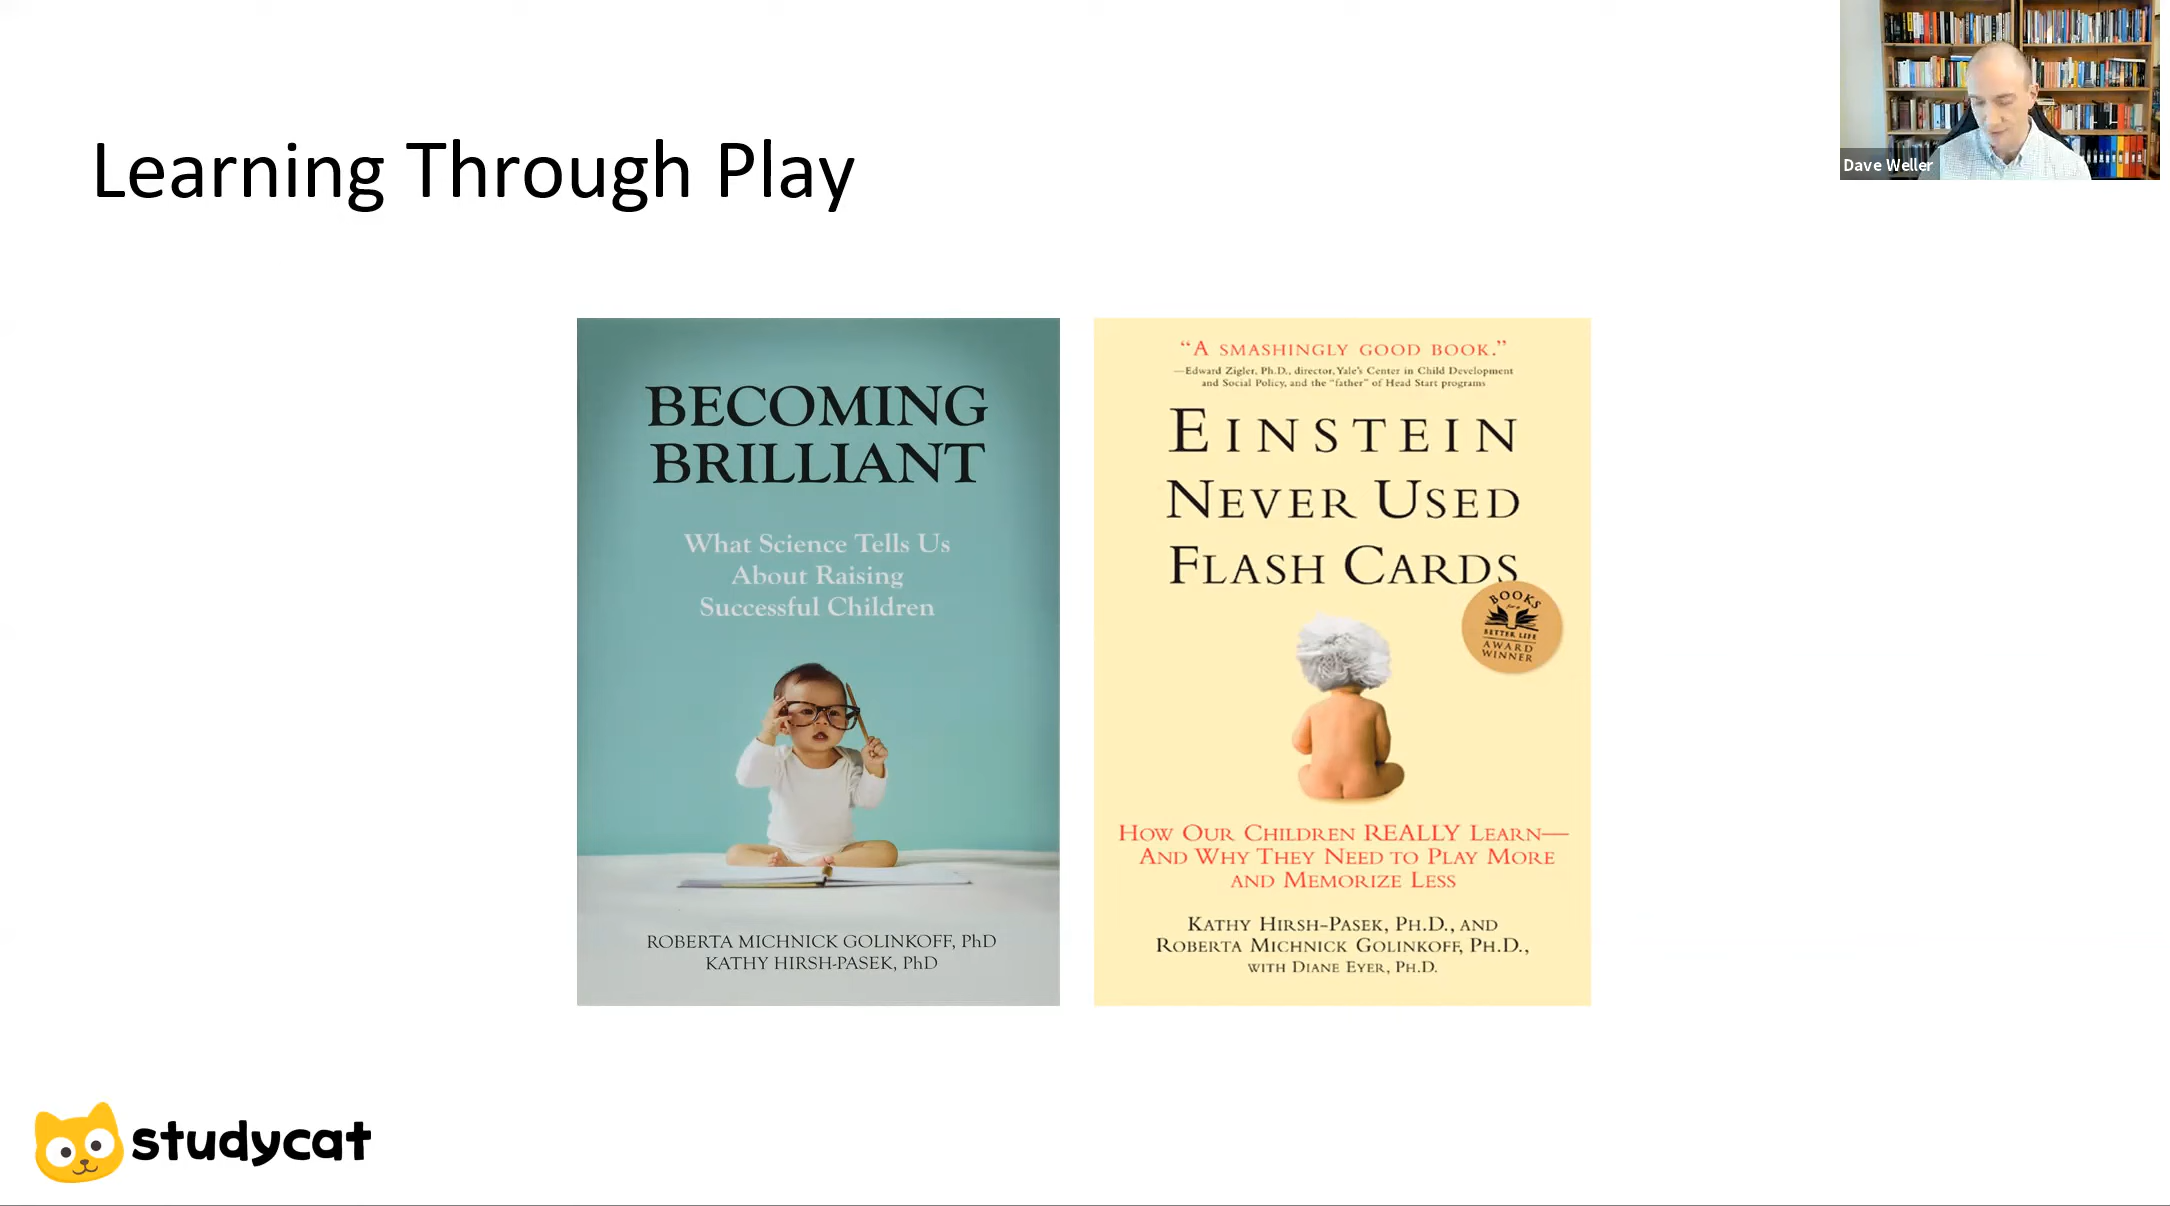 Learning Through Play
Dave Weller
BECOMING
BRILLIANT
What Science Tells Us
About Raising
Successful Children
ROBERTA MICHNICK GOLINKOFF, PhD
KATHY HIRSH-PASEK, PhD
“A SMASHINGLY GOOD BOOK.”
—Edward Zigler, Ph.D., director, Yale's Center in Child Development
and Social Policy, and the “father” of Head Start programs
EINSTEIN
NEVER USED
FLASH CARDS
BOOKS
for a
BETTER LIFE
AWARD
WINNER
HOW OUR CHILDREN REALLY LEARN—
AND WHY THEY NEED TO PLAY MORE
AND MEMORIZE LESS
KATHY HIRSH-PASEK, PH.D., AND
ROBERTA MICHNICK GOLINKOFF, PH.D.,
WITH DIANE EYER, PH.D.
studycat